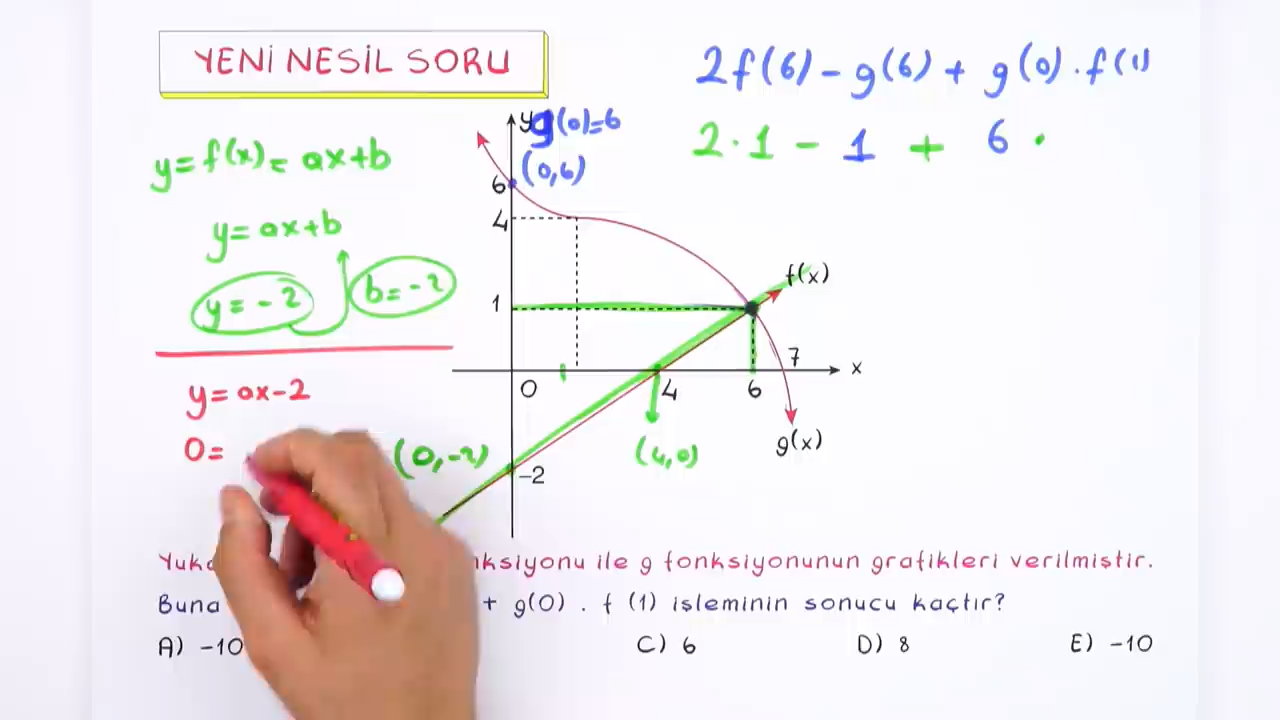 YENİ NESİL SORU
2f(6) - g(6) + g(0) . f(1)
2·1 - 1 + 6 ·
y = f(x) = ax+b
y = ax+b
y = -2
b = -2
y = ax-2
0 =
y
g(0)=6
(0,6)
6
4
1
f(x)
7
x
0
4
6
g(x)
(4,0)
(0,-2)
-2
ile g fonksiyonunun grafikleri verilmiştir.
Buna + g(0) . f (1) işleminin sonucu kaçtır?
A) -10
C) 6
D) 8
E) -10